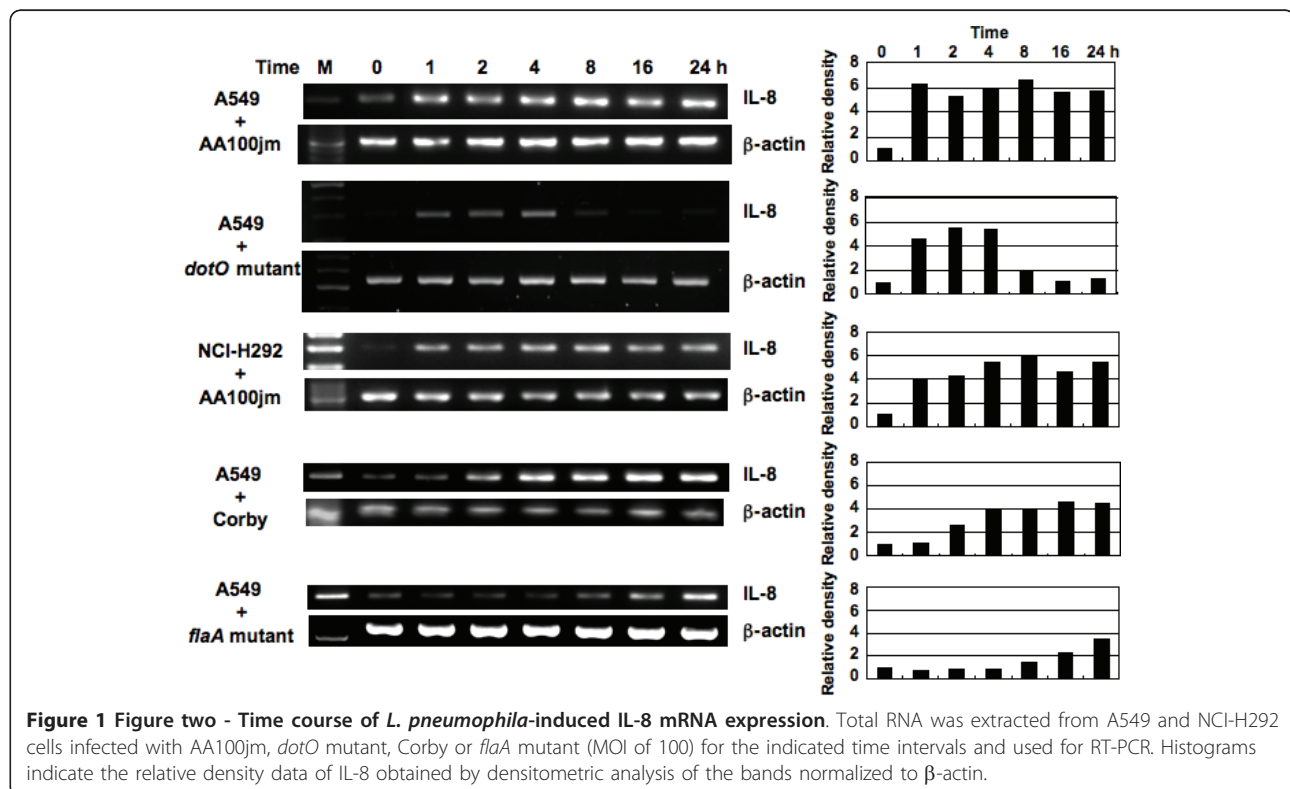 Time M 0 1 2 4 8 16 24 h
A549
+
AA100jm
IL-8
β-actin
A549
+
dotO mutant
IL-8
β-actin
NCI-H292
+
AA100jm
IL-8
β-actin
A549
+
Corby
IL-8
β-actin
A549
+
flaA mutant
IL-8
β-actin
Time
0 1 2 4 8 16 24 h
Relative density
8
6
4
2
0
Relative density
8
6
4
2
0
Relative density
8
6
4
2
0
Relative density
8
6
4
2
0
Relative density
8
6
4
2
0
Figure 1 Figure two - Time course of L. pneumophila-induced IL-8 mRNA expression. Total RNA was extracted from A549 and NCI-H292
cells infected with AA100jm, dotO mutant, Corby or flaA mutant (MOI of 100) for the indicated time intervals and used for RT-PCR. Histograms
indicate the relative density data of IL-8 obtained by densitometric analysis of the bands normalized to β-actin.